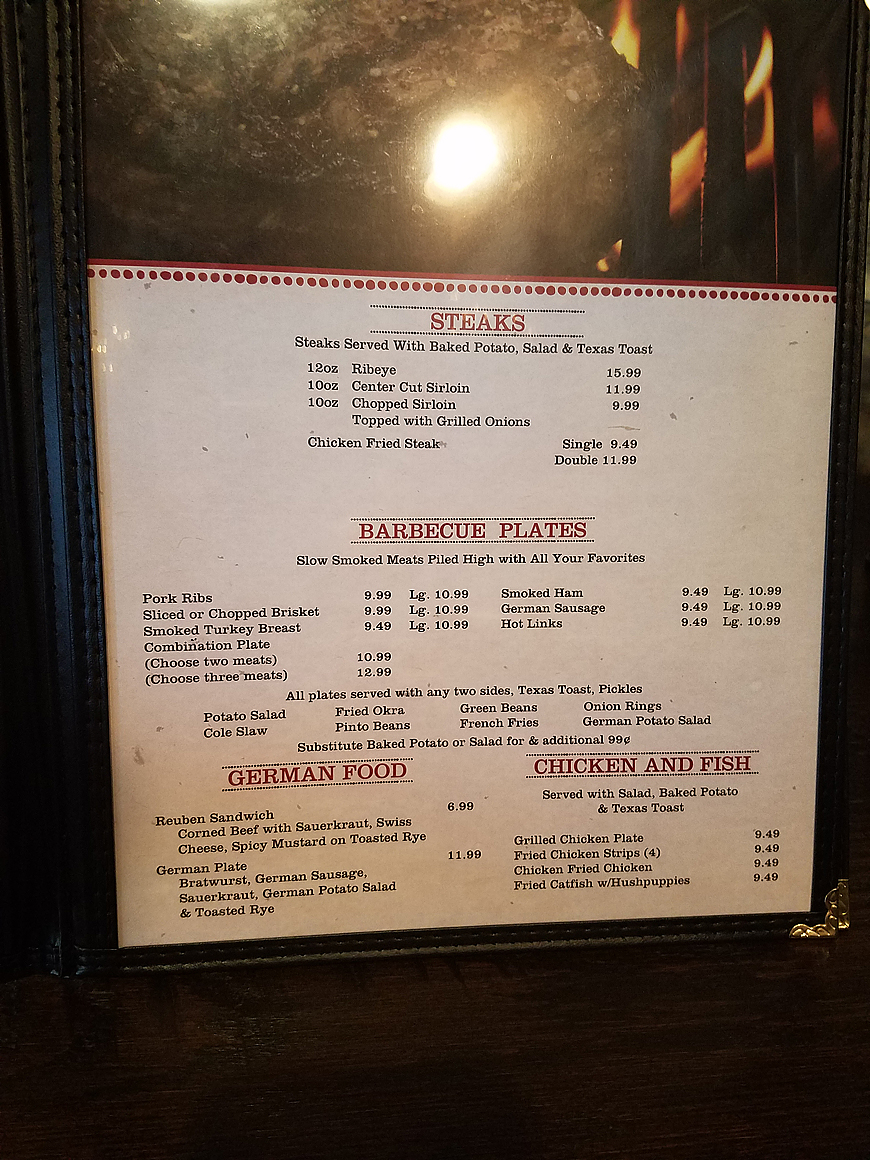 STEAKS
Steaks Served With Baked Potato, Salad & Texas Toast
12oz Ribeye 15.99
10oz Center Cut Sirloin 11.99
10oz Chopped Sirloin 9.99
Topped with Grilled Onions
Chicken Fried Steak Single 9.49
Double 11.99
BARBECUE PLATES
Slow Smoked Meats Piled High with All Your Favorites
Pork Ribs 9.99 Lg. 10.99 Smoked Ham 9.49 Lg. 10.99
Sliced or Chopped Brisket 9.99 Lg. 10.99 German Sausage 9.49 Lg. 10.99
Smoked Turkey Breast 9.49 Lg. 10.99 Hot Links 9.49 Lg. 10.99
Combination Plate
(Choose two meats) 10.99
(Choose three meats) 12.99
All plates served with any two sides, Texas Toast, Pickles
Potato Salad Fried Okra Green Beans Onion Rings
Cole Slaw Pinto Beans French Fries German Potato Salad
Substitute Baked Potato or Salad for & additional 99¢
GERMAN FOOD
Reuben Sandwich 6.99
Corned Beef with Sauerkraut, Swiss
Cheese, Spicy Mustard on Toasted Rye
German Plate 11.99
Bratwurst, German Sausage,
Sauerkraut, German Potato Salad
& Toasted Rye
CHICKEN AND FISH
Served with Salad, Baked Potato
& Texas Toast
Grilled Chicken Plate 9.49
Fried Chicken Strips (4) 9.49
Chicken Fried Chicken 9.49
Fried Catfish w/Hushpuppies 9.49